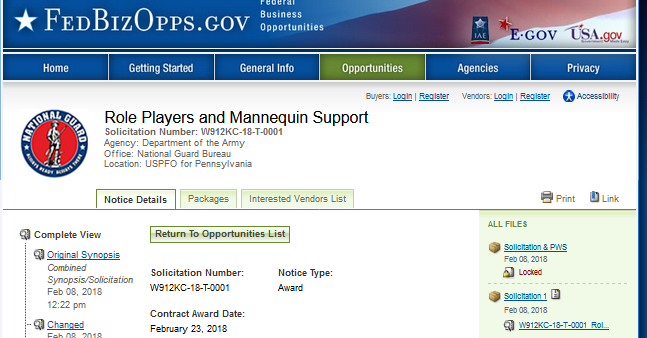 FEDBIZOPPS.GOV
Federal
Business
Opportunities
IAE
E-GOV
USA.gov
Home
Getting Started
General Info
Opportunities
Agencies
Privacy
Buyers: Login | Register
Vendors: Login | Register
Accessibility
NATIONAL GUARD
Role Players and Mannequin Support
Solicitation Number: W912KC-18-T-0001
Agency: Department of the Army
Office: National Guard Bureau
Location: USPFO for Pennsylvania
Notice Details
Packages
Interested Vendors List
Print
Link
Complete View
Original Synopsis
Combined
Synopsis/Solicitation
Feb 08, 2018
12:22 pm
Changed
Feb 08, 2018
Return To Opportunities List
Solicitation Number:
W912KC-18-T-0001
Notice Type:
Award
Contract Award Date:
February 23, 2018
ALL FILES
Solicitation & PWS
Feb 08, 2018
Locked
Solicitation 1
Feb 08, 2018
W912KC-18-T-0001_Rol...